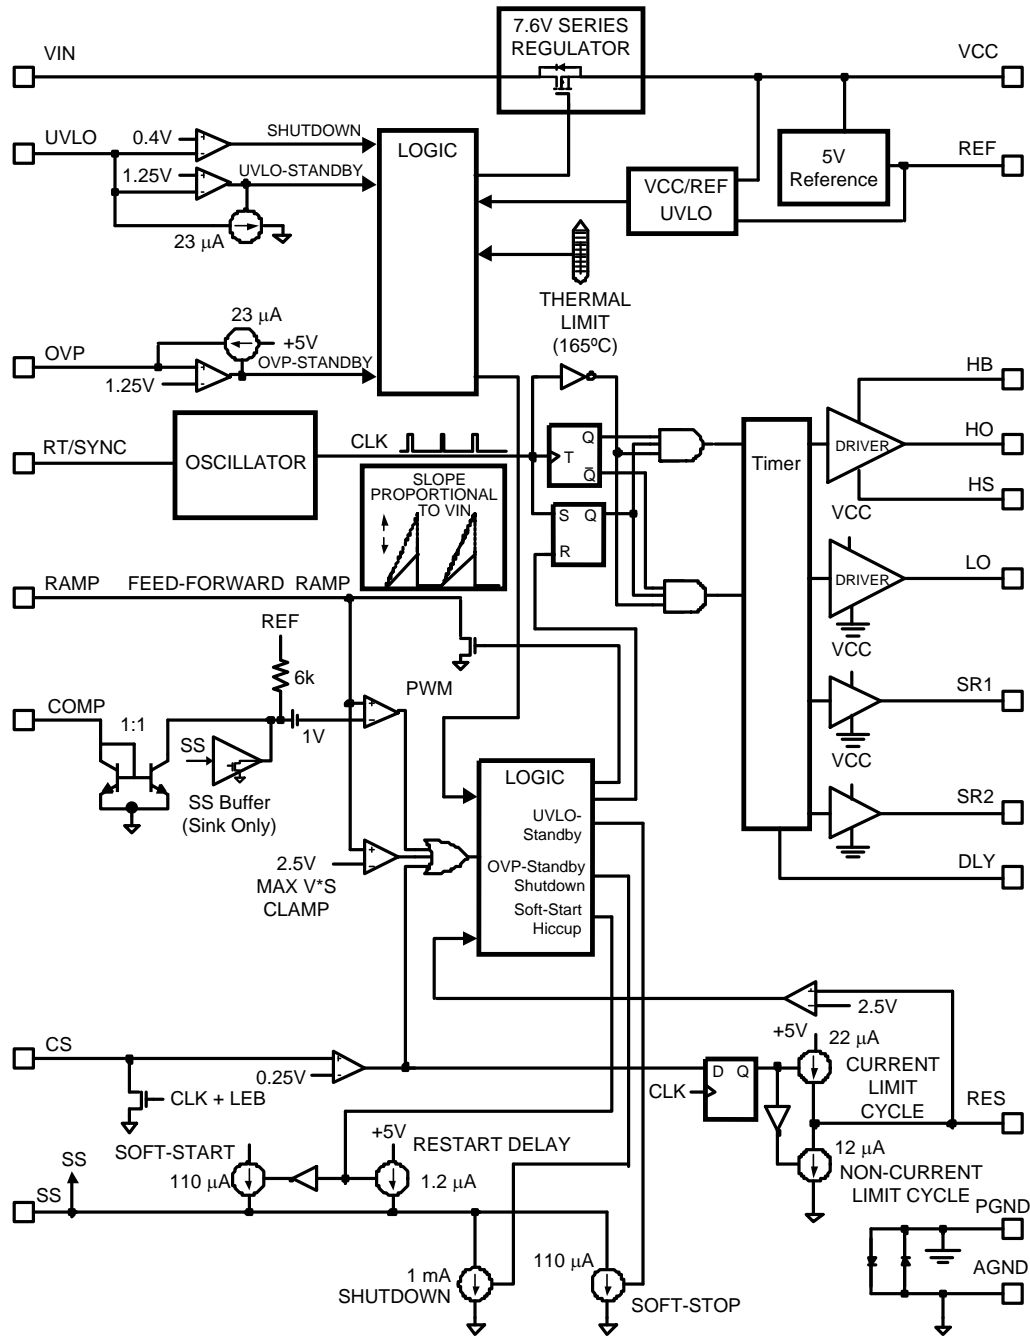 7.6V SERIES
REGULATOR
VIN
VCC
UVLO
0.4V
SHUTDOWN
LOGIC
5V
Reference
REF
1.25V
UVLO-STANDBY
VCC/REF
UVLO
23 μA
THERMAL
LIMIT
(165ºC)
23 μA
+5V
OVP
OVP-STANDBY
1.25V
HB
RT/SYNC
OSCILLATOR
CLK
T
Q
Q̅
Timer
DRIVER
HO
HS
SLOPE
PROPORTIONAL
TO VIN
S
Q
R
VCC
DRIVER
LO
RAMP
FEED-FORWARD RAMP
REF
6k
VCC
PWM
SR1
COMP
1:1
SS
1V
VCC
SS Buffer
(Sink Only)
LOGIC
UVLO-
Standby
OVP-Standby
Shutdown
Soft-Start
Hiccup
SR2
2.5V
MAX V*S
CLAMP
DLY
2.5V
CS
0.25V
CLK + LEB
D
Q
CLK
+5V
22 μA
CURRENT
LIMIT
CYCLE
RES
12 μA
NON-CURRENT
LIMIT CYCLE
SOFT-START
110 μA
+5V
RESTART DELAY
1.2 μA
SS
SS
PGND
AGND
1 mA
SHUTDOWN
110 μA
SOFT-STOP